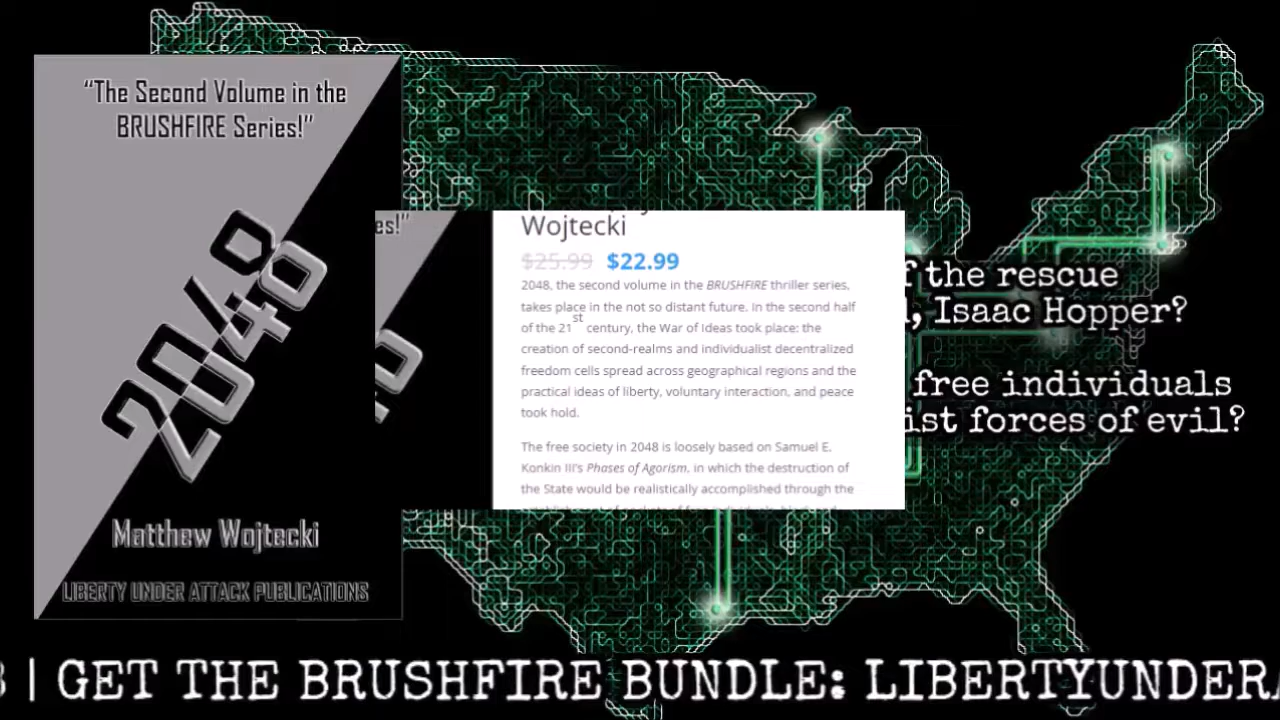 “The Second Volume in the
BRUSHFIRE Series!”
2048
Matthew Wojtecki
LIBERTY UNDER ATTACK PUBLICATIONS
es!”
Wojtecki
$25.99 $22.99
2048, the second volume in the BRUSHFIRE thriller series,
takes place in the not so distant future. In the second half
of the 21st century, the War of Ideas took place: the
creation of second-realms and individualist decentralized
freedom cells spread across geographical regions and the
practical ideas of liberty, voluntary interaction, and peace
took hold.
The free society in 2048 is loosely based on Samuel E.
Konkin III's Phases of Agorism, in which the destruction of
the State would be realistically accomplished through the
f the rescue
, Isaac Hopper?
free individuals
ist forces of evil?
| GET THE BRUSHFIRE BUNDLE: LIBERTYUNDER